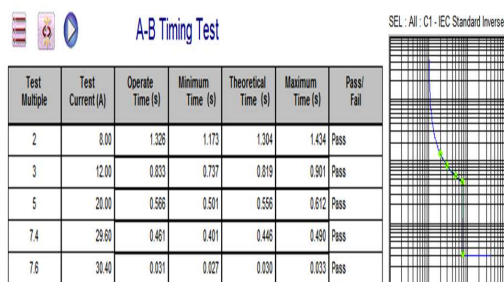 A-B Timing Test
SEL : All : C1 - IEC Standard Inverse
Test Multiple Test Current (A) Operate Time (s) Minimum Time (s) Theoretical Time (s) Maximum Time (s) Pass/ Fail
2 8.00 1.326 1.173 1.304 1.434 Pass
3 12.00 0.833 0.737 0.819 0.901 Pass
5 20.00 0.566 0.501 0.556 0.612 Pass
7.4 29.60 0.461 0.401 0.446 0.490 Pass
7.6 30.40 0.031 0.027 0.030 0.033 Pass